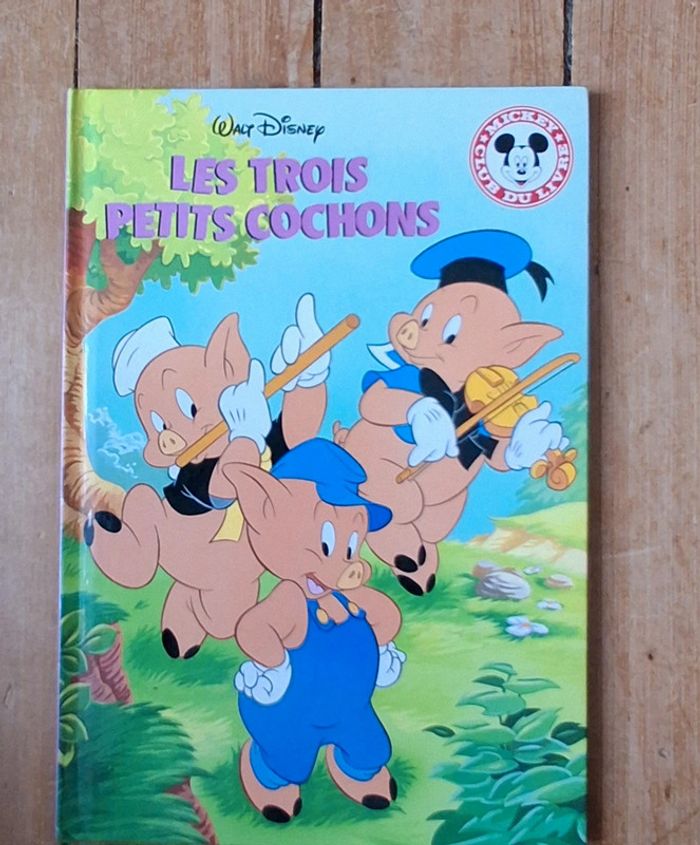 WALT DISNEY
LES TROIS
PETITS COCHONS
MICKEY
CLUB DU LIVRE